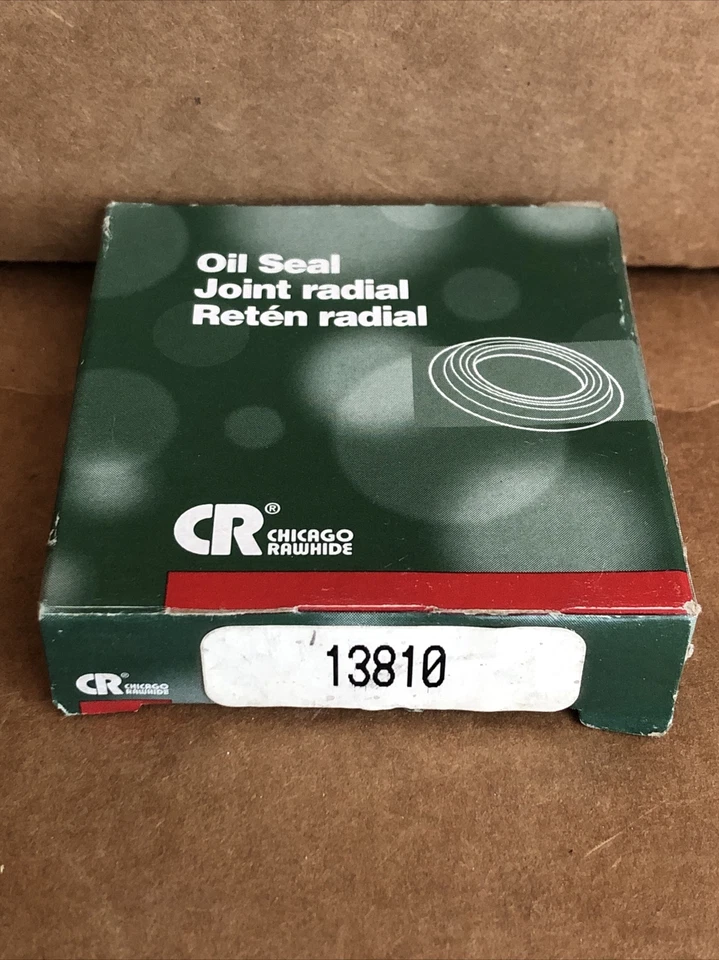 Oil Seal
Joint radial
Retén radial
CR®
CHICAGO
RAWHIDE
CR®
CHICAGO
RAWHIDE
13810